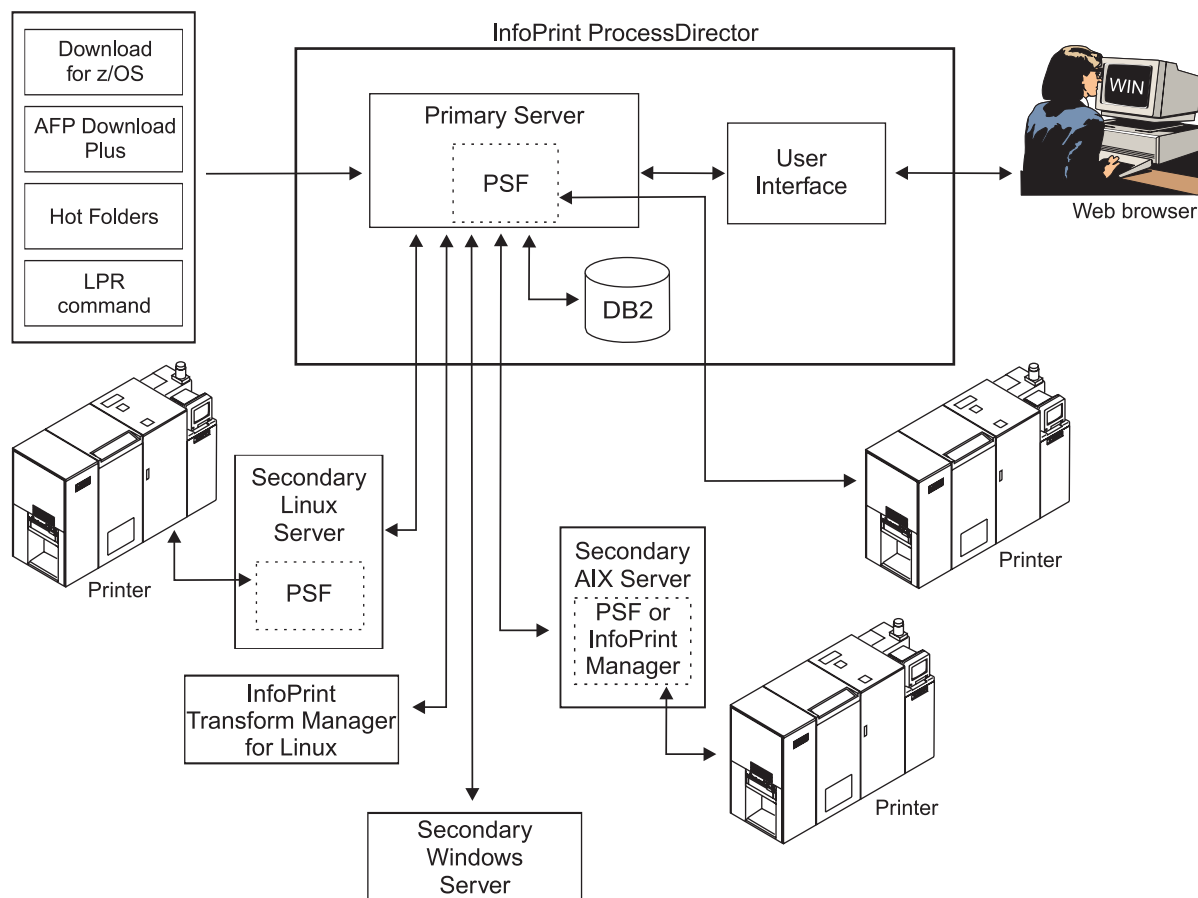 InfoPrint ProcessDirector
Download
for z/OS
AFP Download
Plus
Hot Folders
LPR
command
Primary Server
PSF
User
Interface
DB2
WIN
Web browser
Printer
Secondary
Linux
Server
PSF
Secondary
AIX Server
PSF or
InfoPrint
Manager
Printer
InfoPrint
Transform Manager
for Linux
Printer
Secondary
Windows
Server